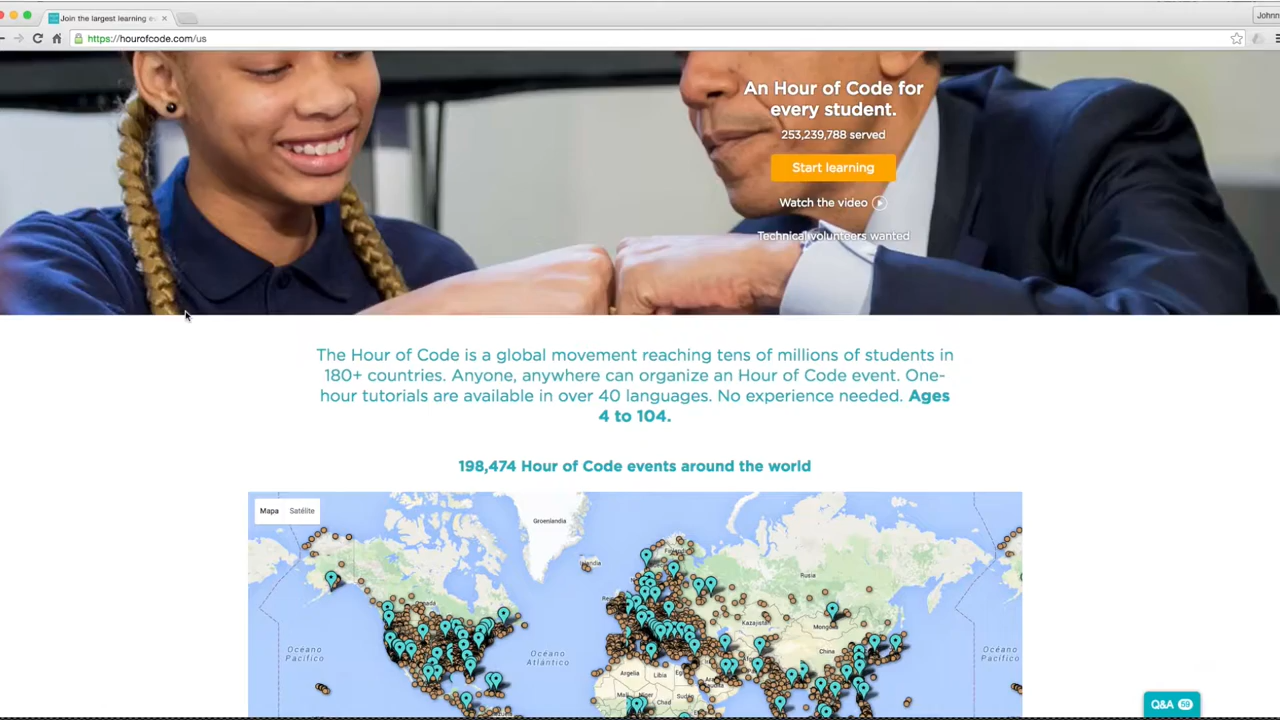 Join the largest learning e
Johnn
https://hourofcode.com/us
An Hour of Code for
every student.
253,239,788 served
Start learning
Watch the video
Technical volunteers wanted
The Hour of Code is a global movement reaching tens of millions of students in
180+ countries. Anyone, anywhere can organize an Hour of Code event. One-
hour tutorials are available in over 40 languages. No experience needed. Ages
4 to 104.
198,474 Hour of Code events around the world
Mapa Satélite
Groenlandia
Rusia
Kazajistán
Mongolia
China
Océano
Pacífico
Océano
Atlántico
Océano
Pacífico
Argelia
Libia
Chad
Q&A 59